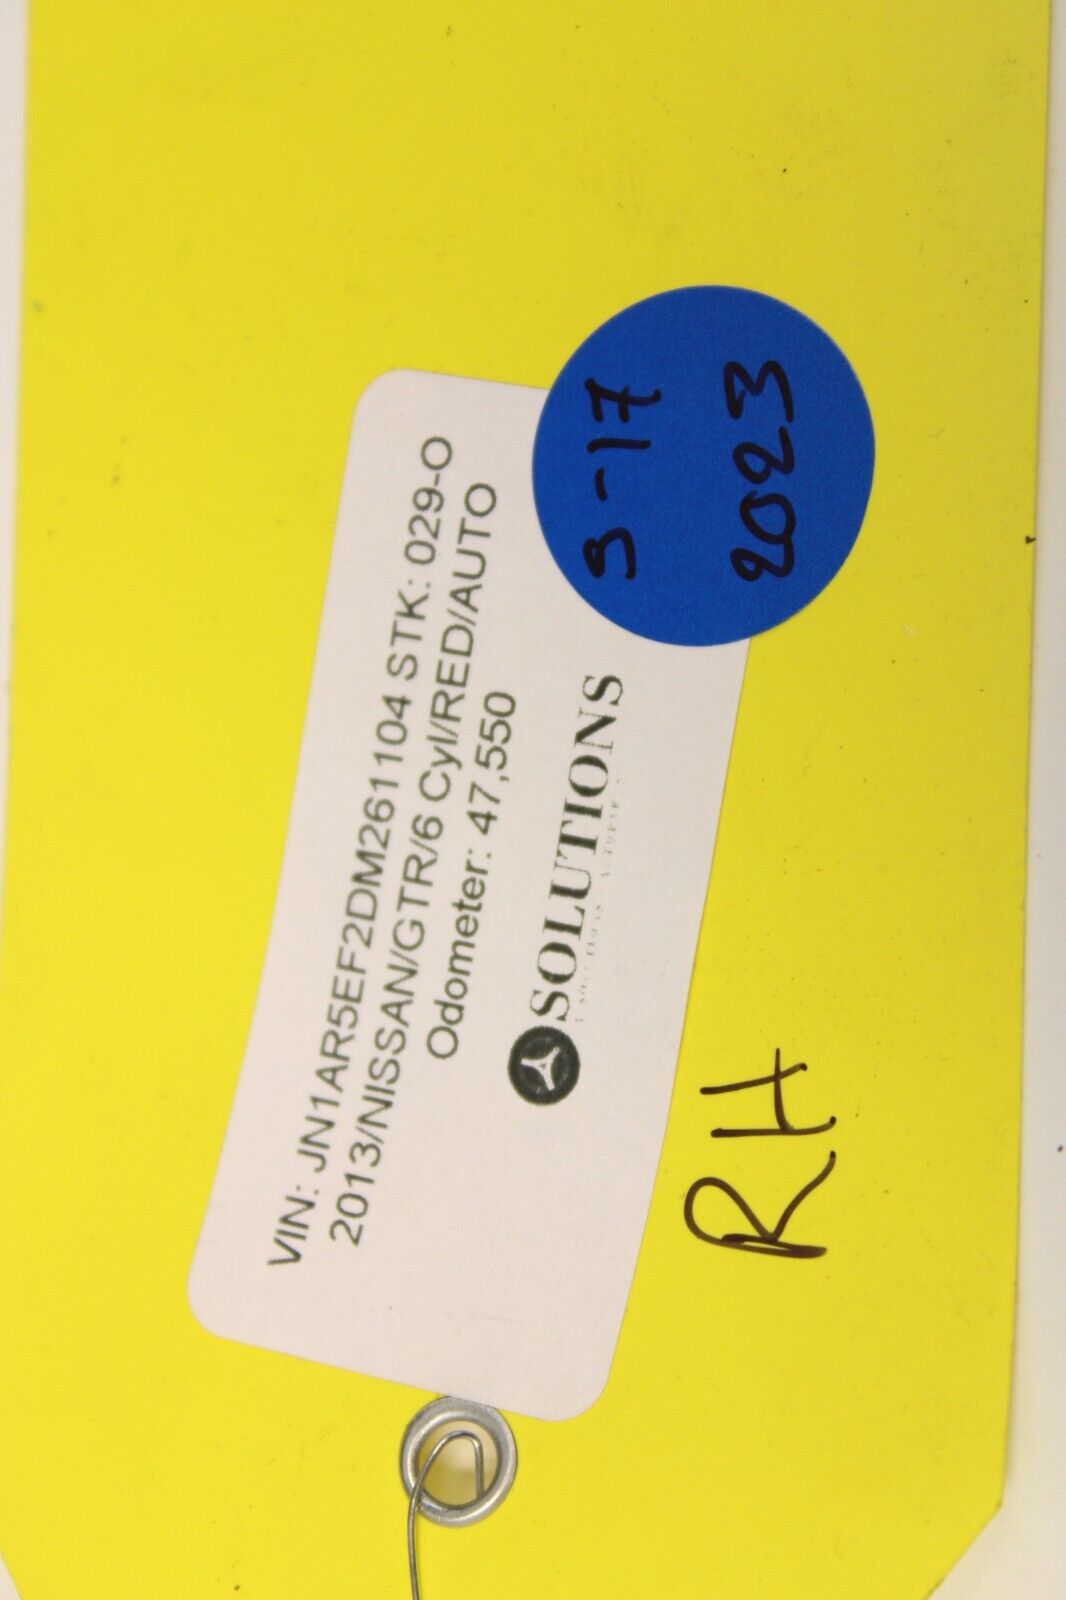 VIN: JN1AR5EF2DM261104 STK: 029-O
2013/NISSAN/GTR/6 Cyl/RED/AUTO
Odometer: 47,550
SOLUTIONS
3-17
2023
RH